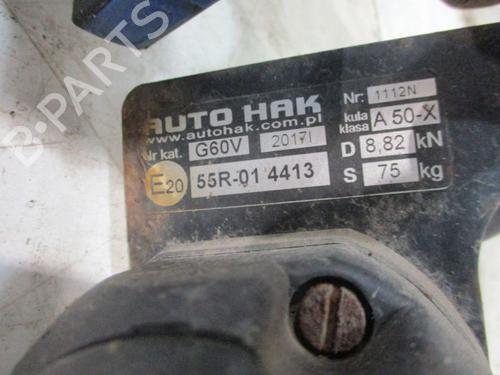 B-PARTS
AUTO HAK
www.autohak.com.pl
Nr: 1112N
kula klasa A 50-X
Nr kat. G60V 2017I
D 8,82 kN
E20 55R-01 4413
S 75 kg